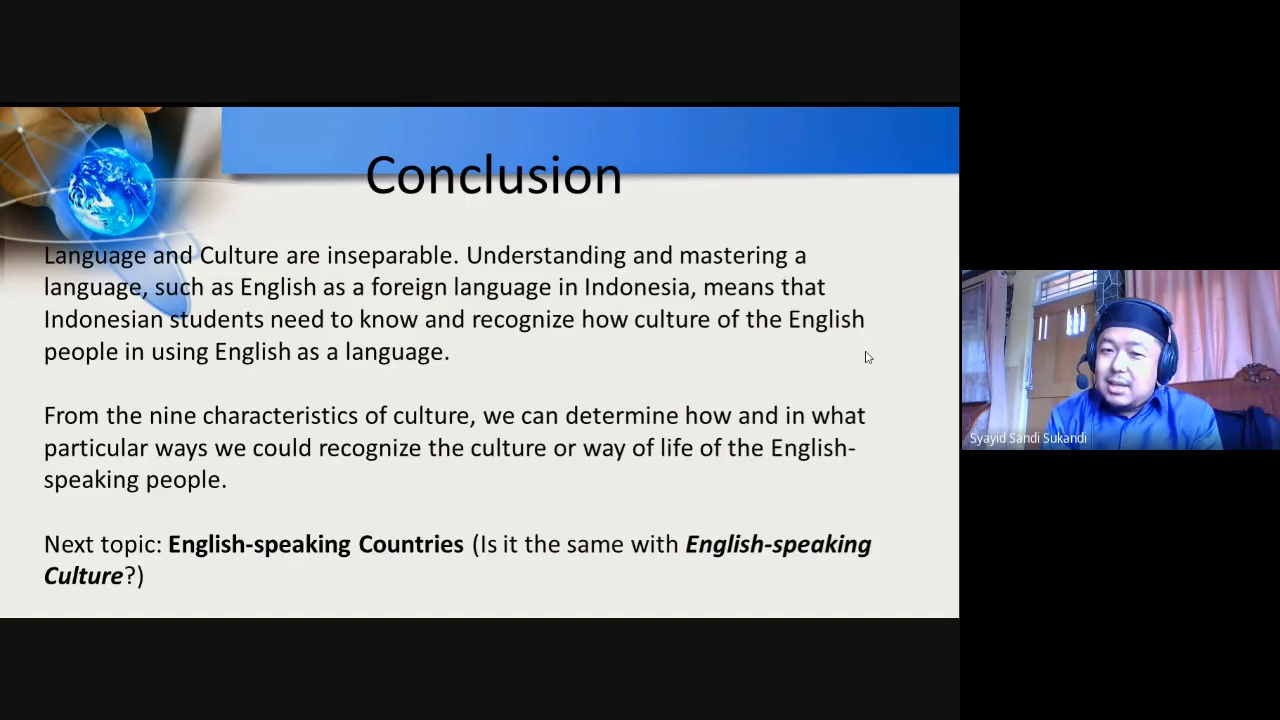 Conclusion
Language and Culture are inseparable. Understanding and mastering a
language, such as English as a foreign language in Indonesia, means that
Indonesian students need to know and recognize how culture of the English
people in using English as a language.
From the nine characteristics of culture, we can determine how and in what
particular ways we could recognize the culture or way of life of the English-
speaking people.
Next topic: English-speaking Countries (Is it the same with English-speaking
Culture?)
Syayid Sandi Sukandi